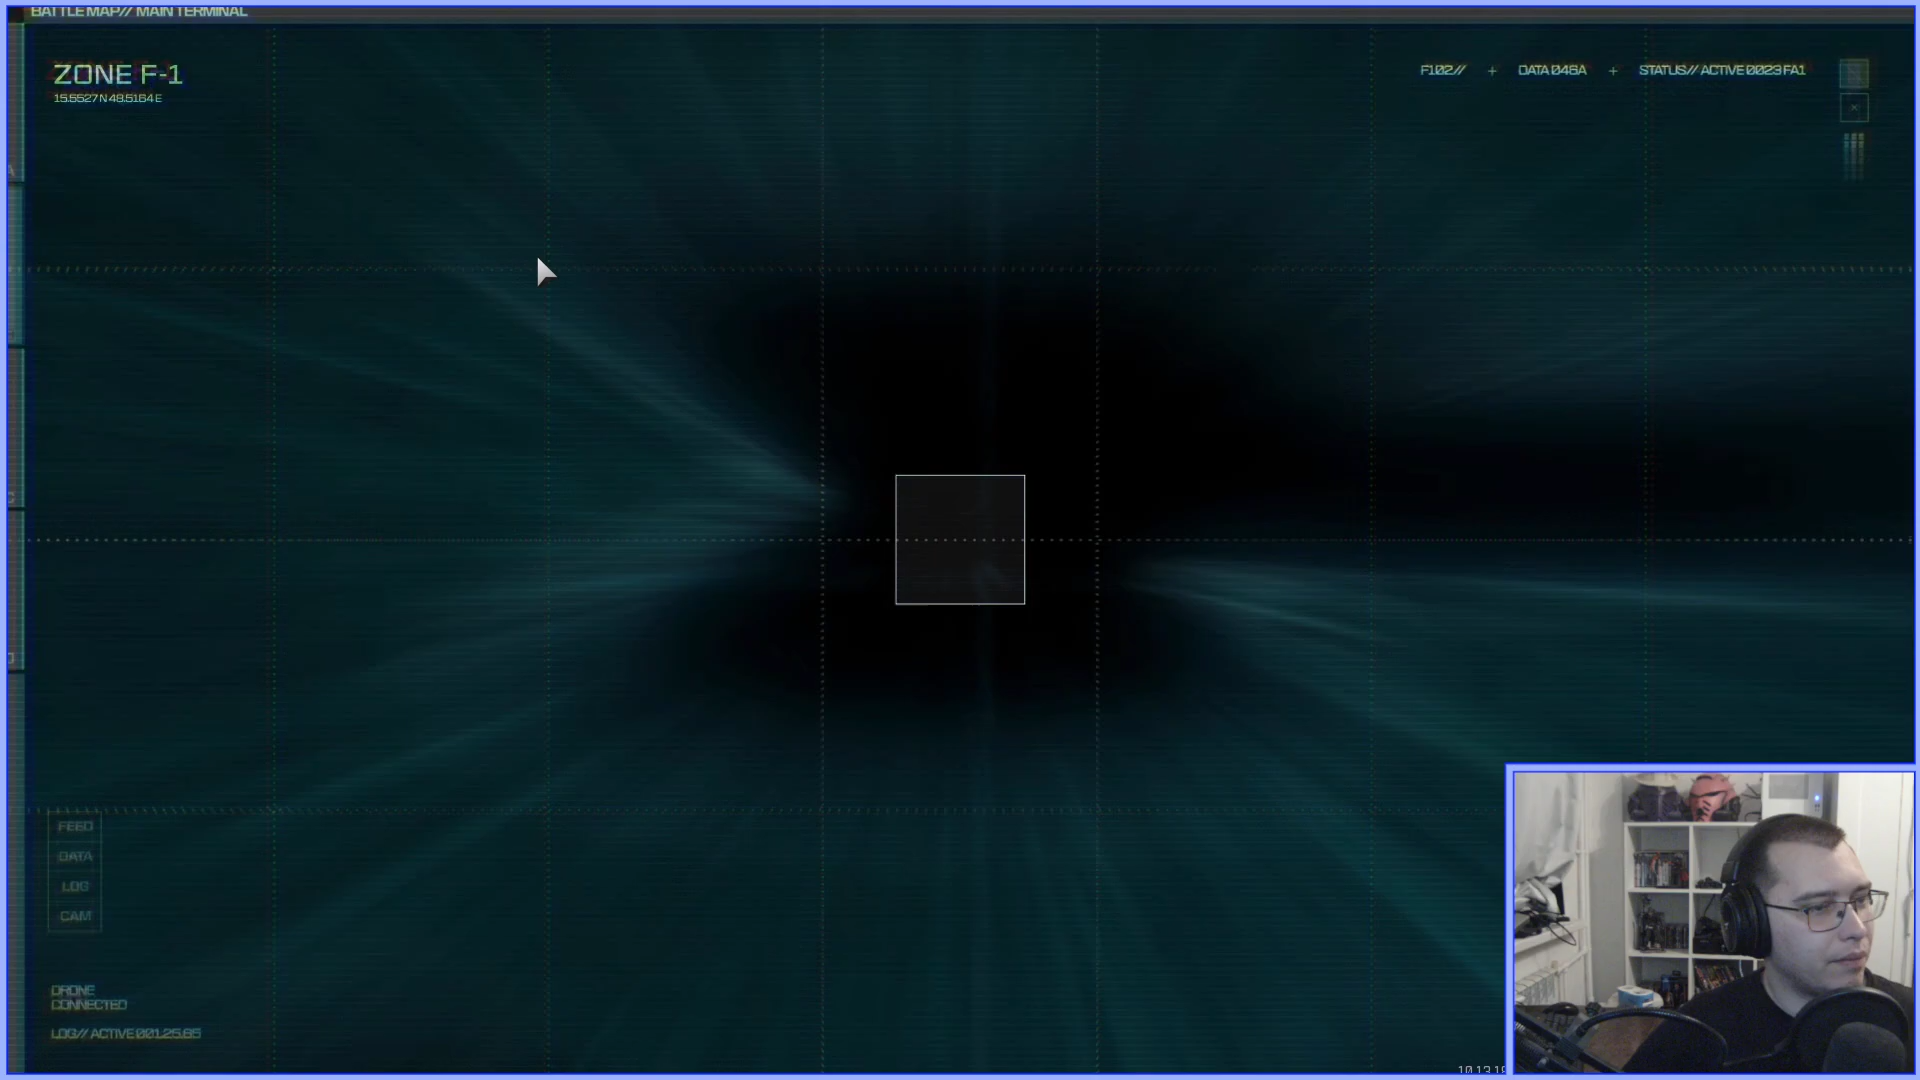 BATTLE MAP// MAIN TERMINAL
ZONE F-1
15.5527 N 48.5164 E
F102// + DATA 048A + STATUS// ACTIVE 0023 FA1
FEED
DATA
LOG
CAM
DRONE
CONNECTED
LOG// ACTIVE 001.25.65